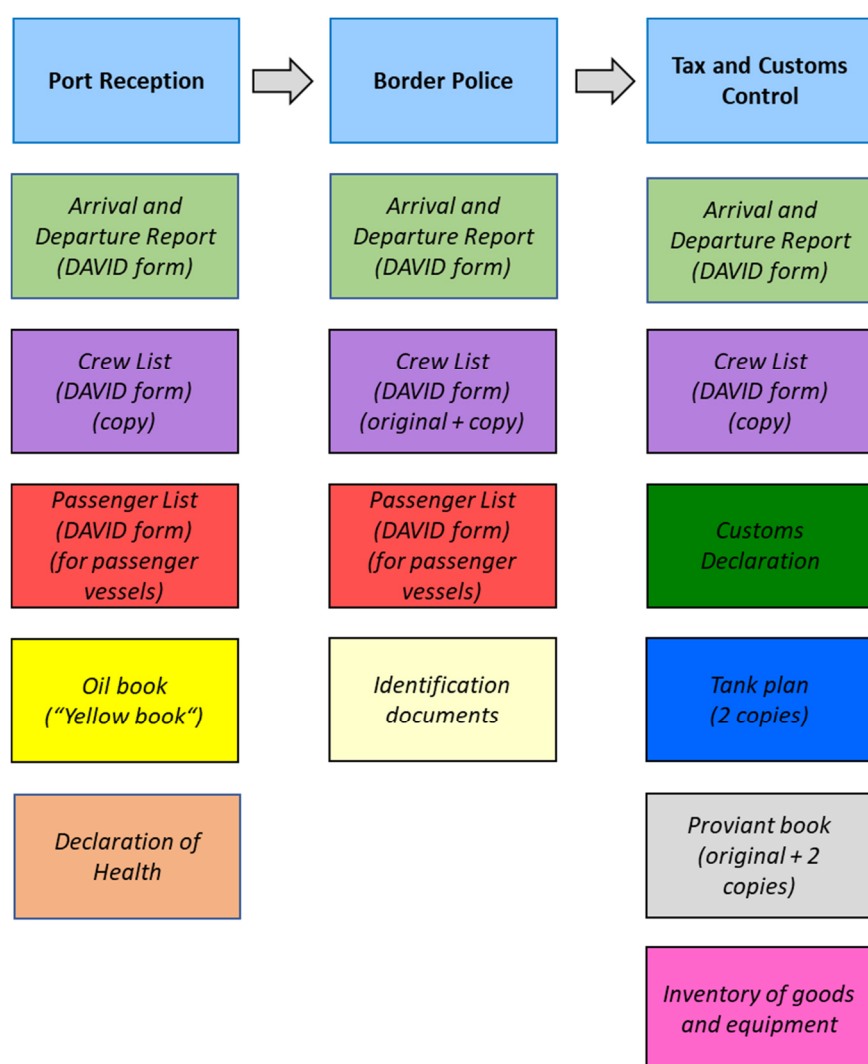 Port Reception
Border Police
Tax and Customs
Control
Arrival and
Departure Report
(DAVID form)
Arrival and
Departure Report
(DAVID form)
Arrival and
Departure Report
(DAVID form)
Crew List
(DAVID form)
(copy)
Crew List
(DAVID form)
(original + copy)
Crew List
(DAVID form)
(copy)
Passenger List
(DAVID form)
(for passenger
vessels)
Passenger List
(DAVID form)
(for passenger
vessels)
Customs
Declaration
Oil book
(“Yellow book“)
Identification
documents
Tank plan
(2 copies)
Declaration of
Health
Proviant book
(original + 2
copies)
Inventory of goods
and equipment